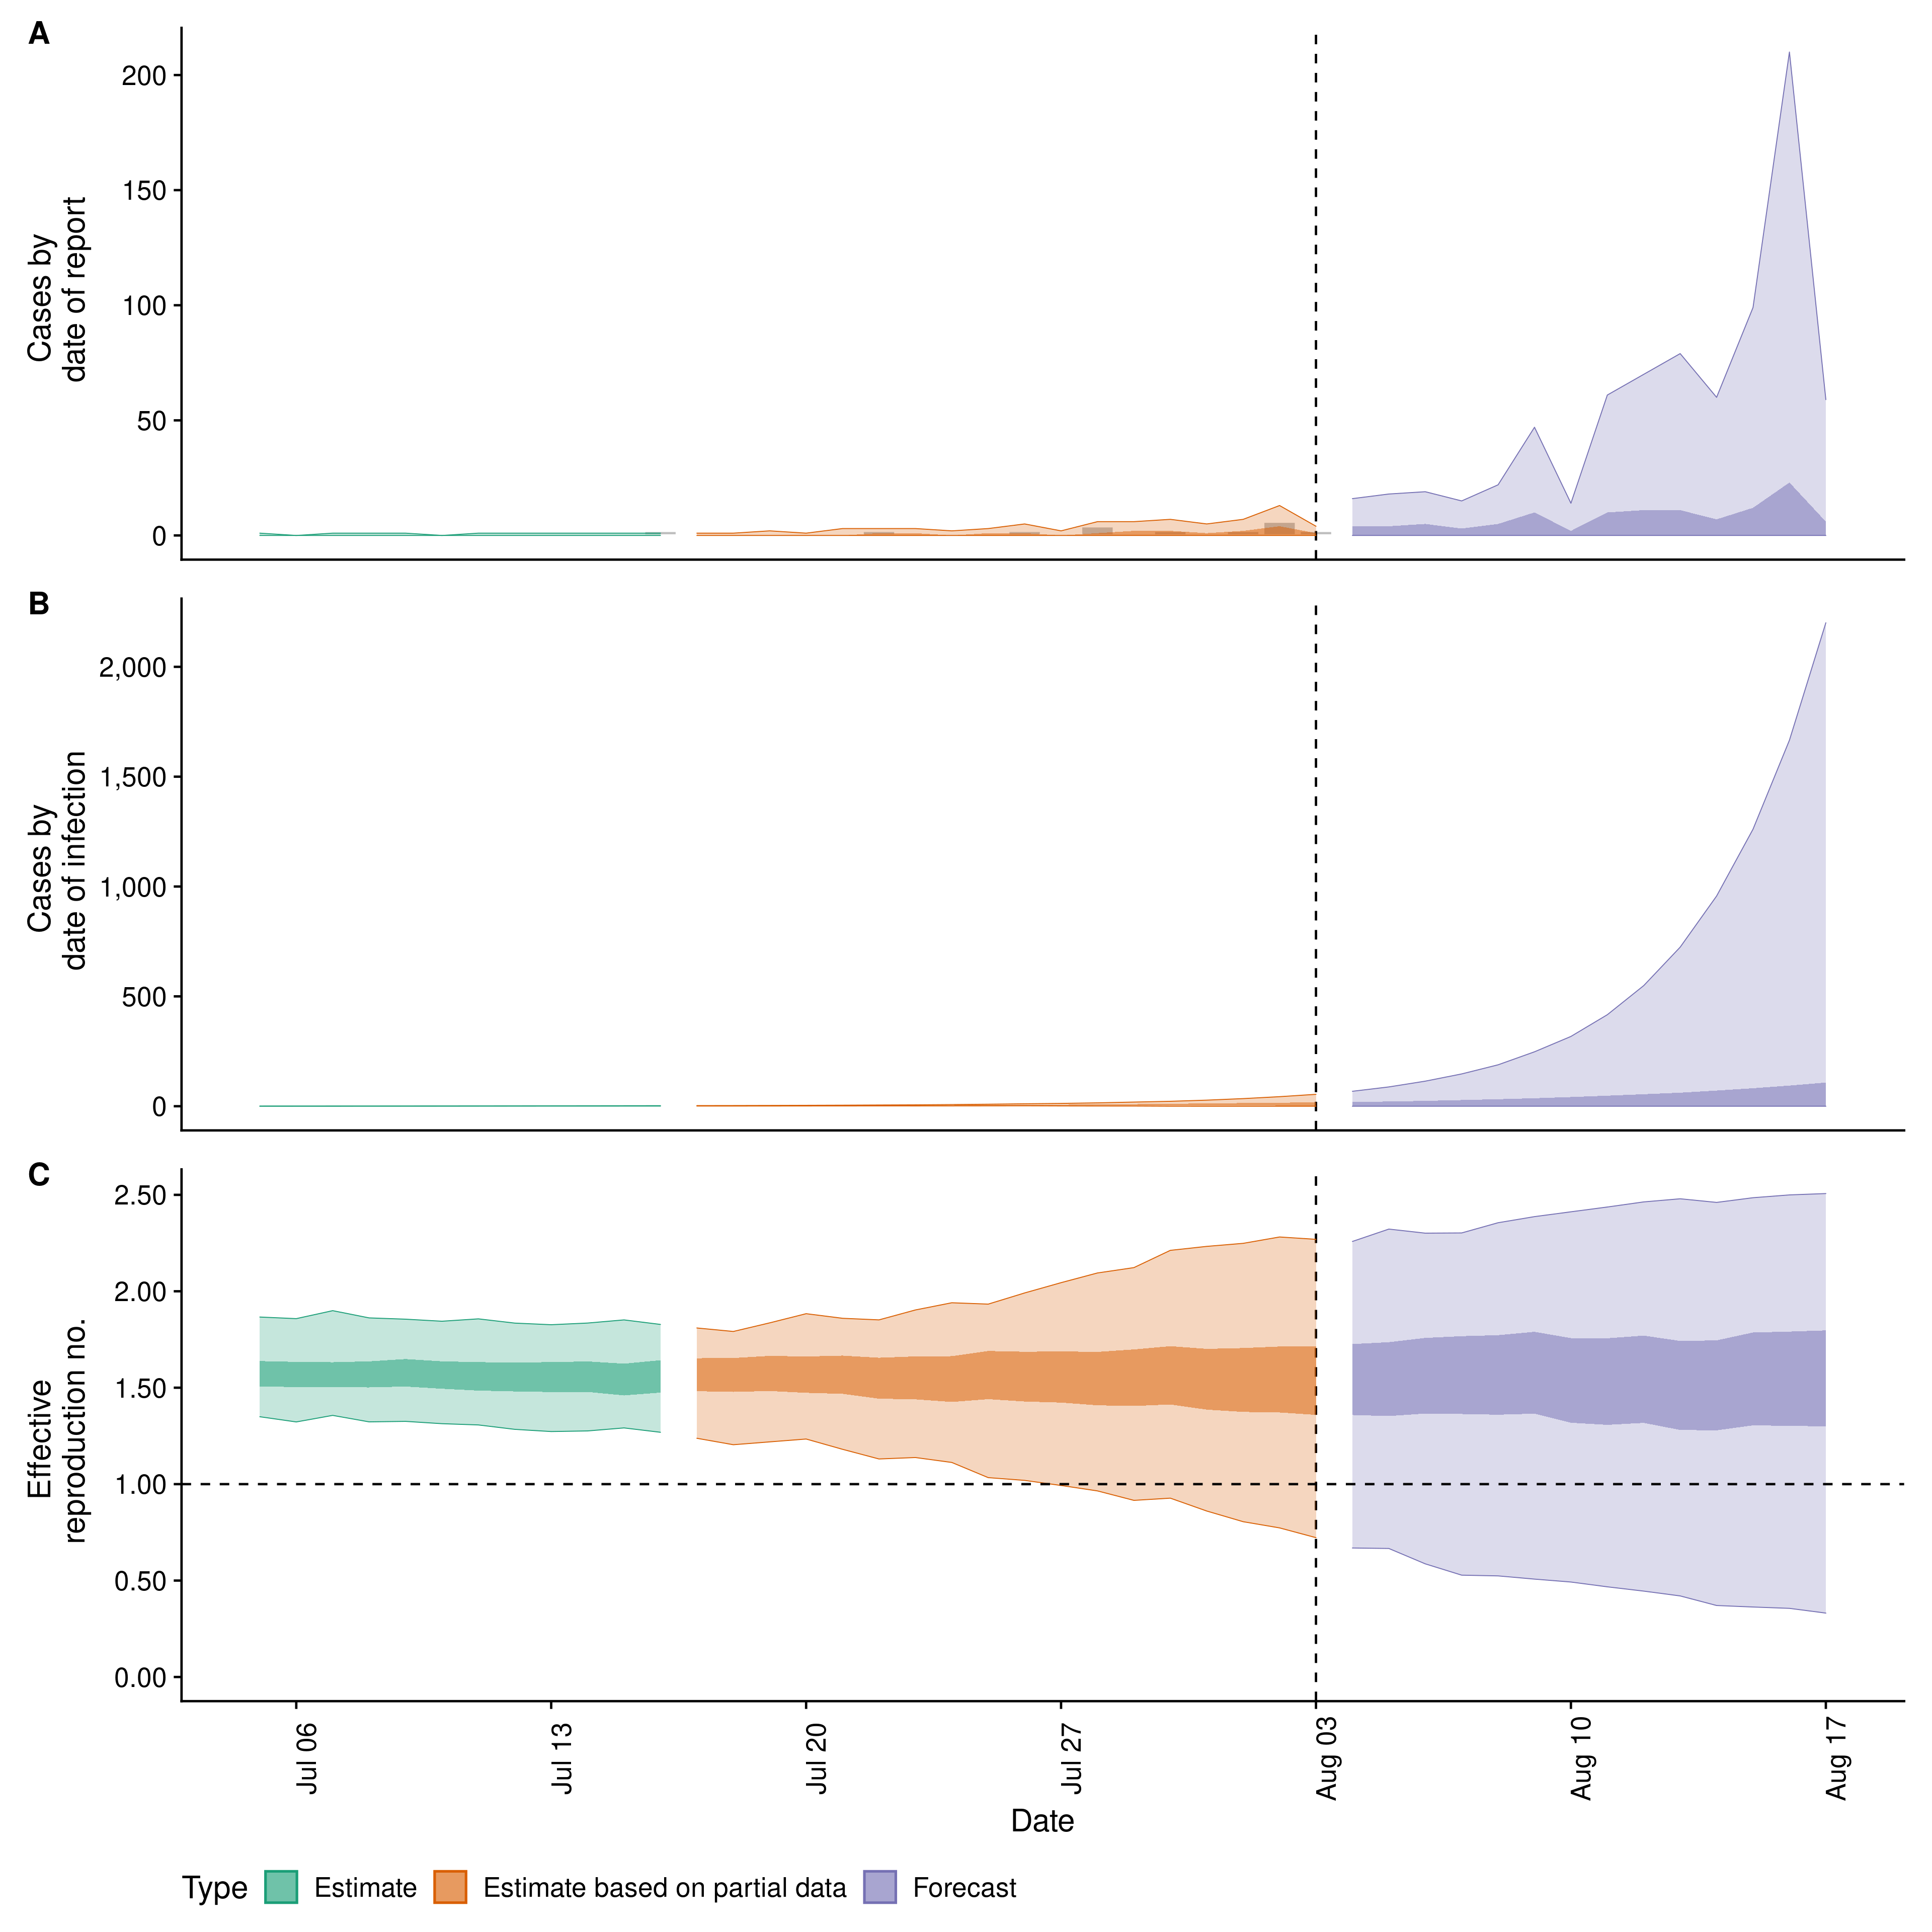 A
200
150
100
50
0
Cases by
date of report
B
2,000
1,500
1,000
500
0
Cases by
date of infection
C
2.50
2.00
1.50
1.00
0.50
0.00
Effective
reproduction no.
Jul 06
Jul 13
Jul 20
Jul 27
Aug 03
Aug 10
Aug 17
Date
Type Estimate Estimate based on partial data Forecast